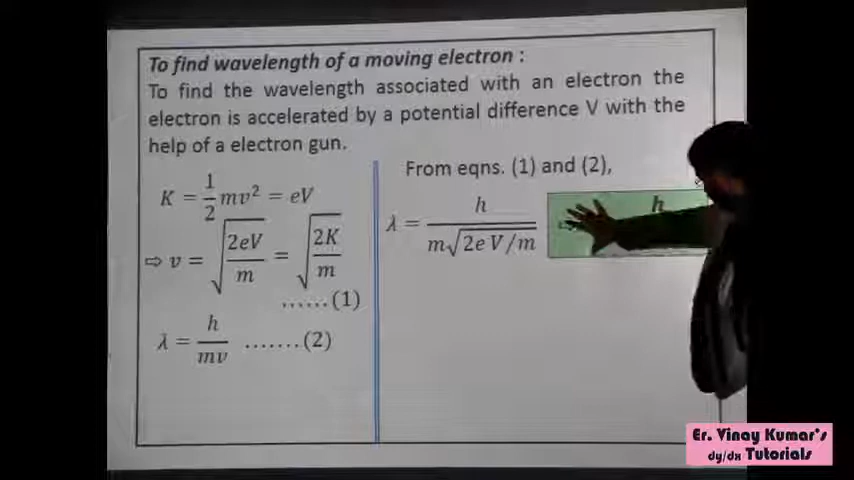 To find wavelength of a moving electron :
To find the wavelength associated with an electron the
electron is accelerated by a potential difference V with the
help of a electron gun.
K = 1/2 mv² = eV
⇨ v = √(2eV/m) = √(2K/m)
......(1)
λ = h/mv .......(2)
From eqns. (1) and (2),
λ = h/(m√(2e V/m))
h
Er. Vinay Kumar's
dy/dx Tutorials